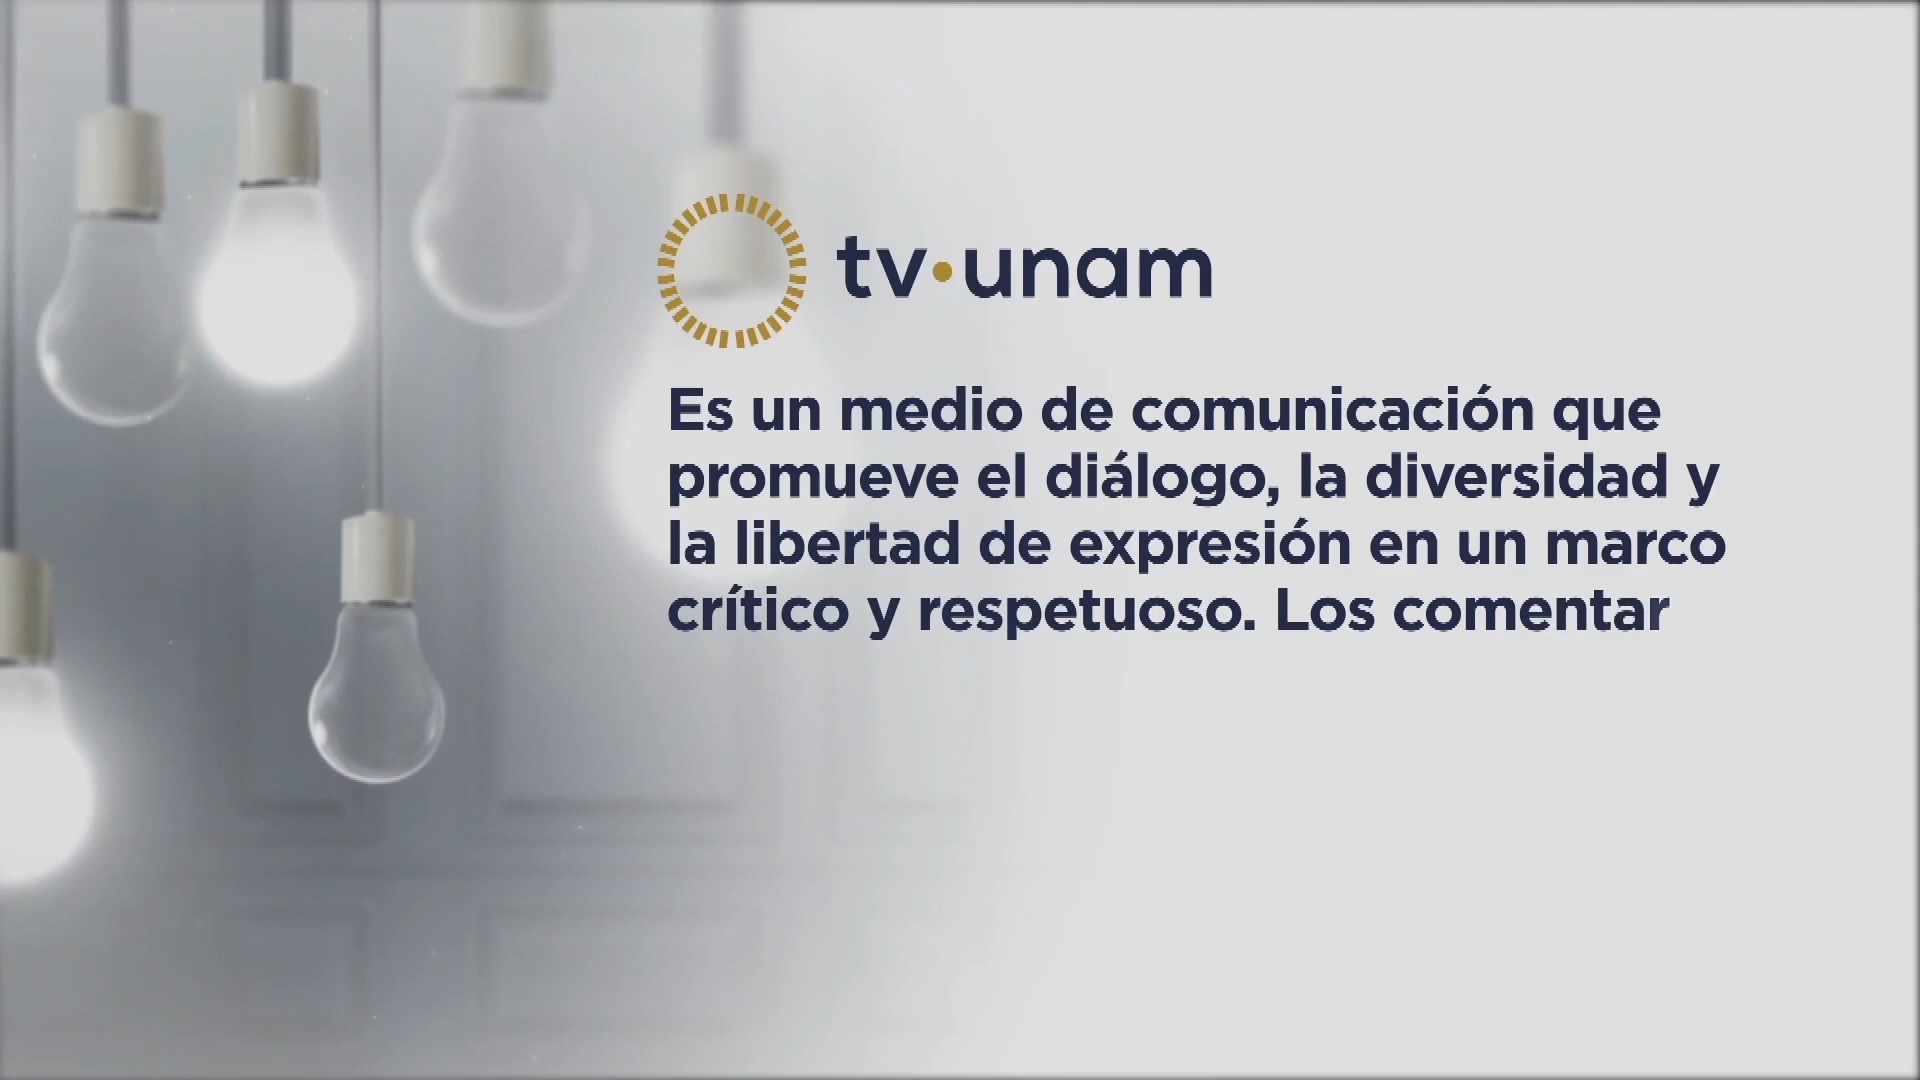 tv·unam
Es un medio de comunicación que
promueve el diálogo, la diversidad y
la libertad de expresión en un marco
crítico y respetuoso. Los comentar